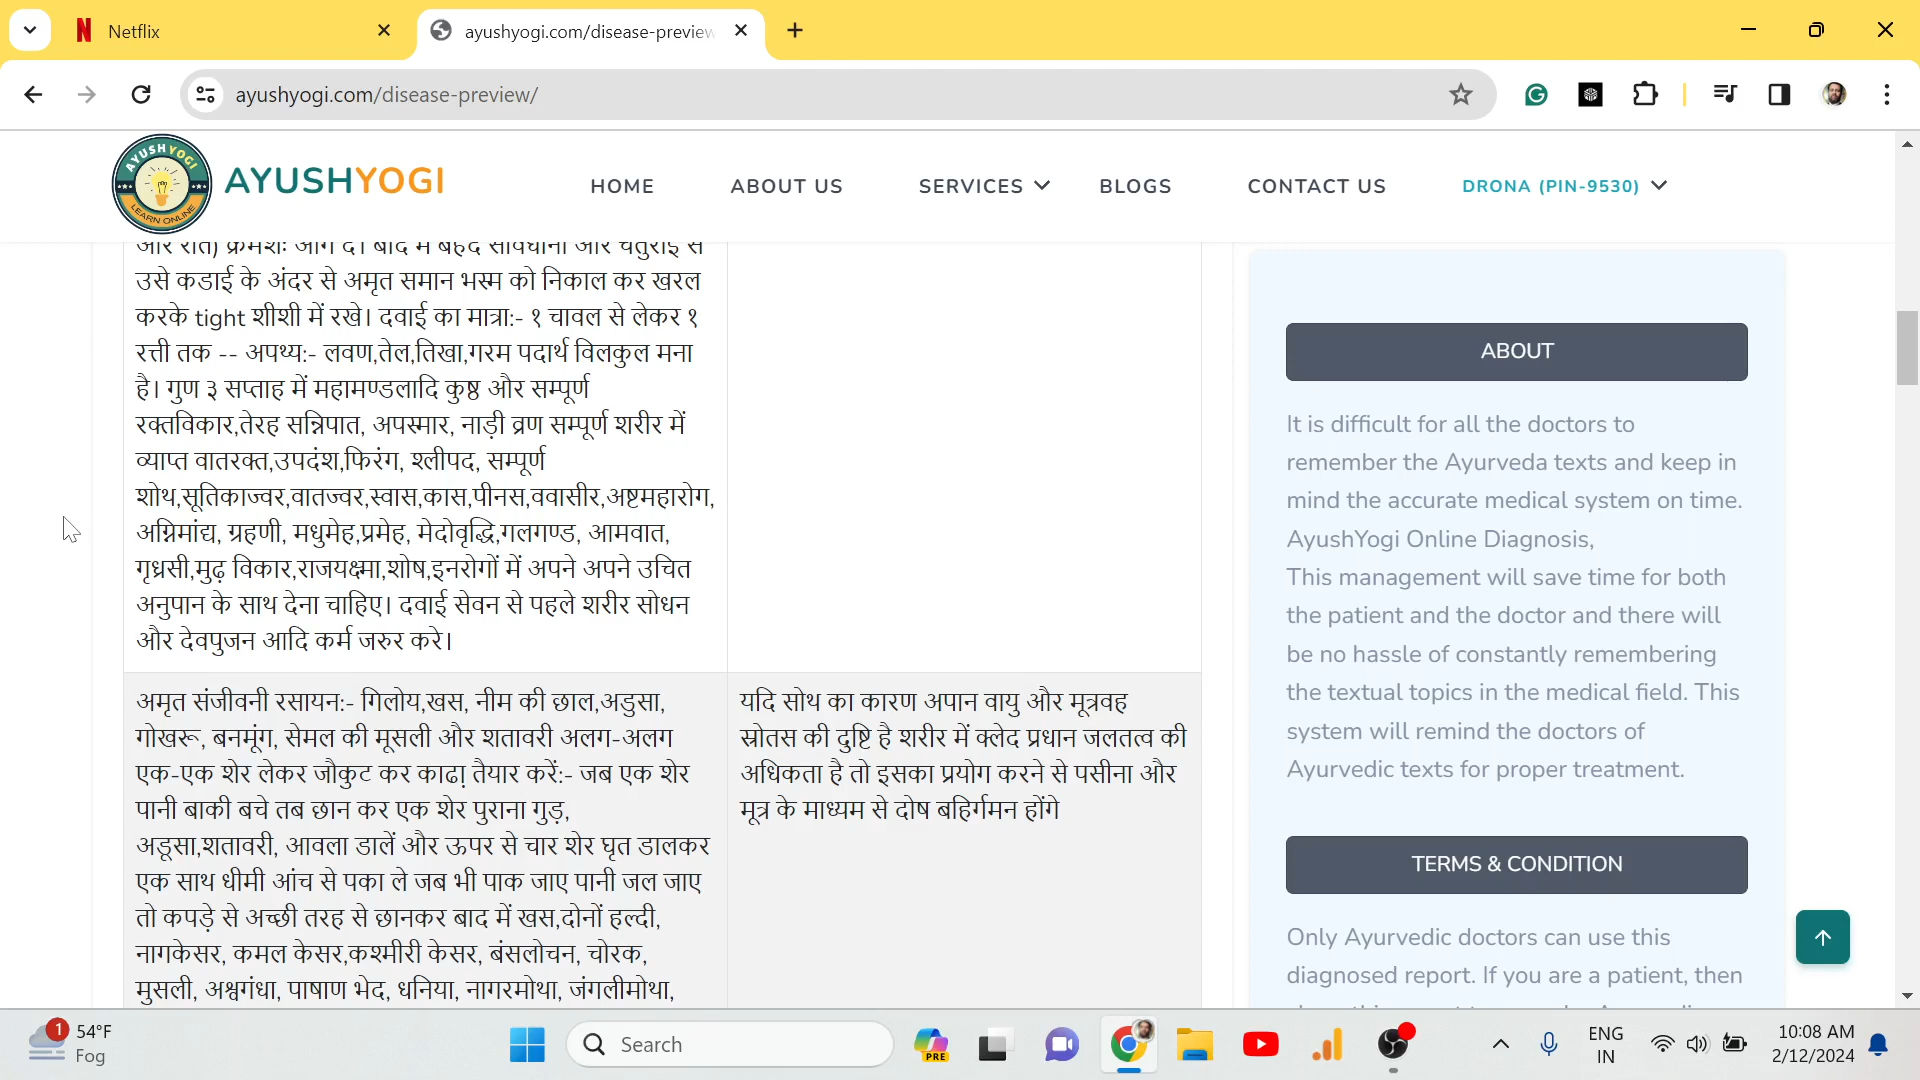 Netflix
ayushyogi.com/disease-preview
ayushyogi.com/disease-preview/
AYUSH YOGI
LEARN ONLINE
AYUSHYOGI
HOME
ABOUT US
SERVICES
BLOGS
CONTACT US
DRONA (PIN-9530)
और रात) क्रमशः आग दे। बाद में बेहद सावधानी और चतुराई से
उसे कडाई के अंदर से अमृत समान भस्म को निकाल कर खरल
करके tight शीशी में रखे। दवाई का मात्रा:- १ चावल से लेकर १
रत्ती तक -- अपथ्य:- लवण,तेल,तिखा,गरम पदार्थ विलकुल मना
है। गुण ३ सप्ताह में महामण्डलादि कुष्ठ और सम्पूर्ण
रक्तविकार,तेरह सन्निपात, अपस्मार, नाड़ी व्रण सम्पूर्ण शरीर में
व्याप्त वातरक्त,उपदंश,फिरंग, श्लीपद, सम्पूर्ण
शोथ,सूतिकाज्वर,वातज्वर,स्वास,कास,पीनस,ववासीर,अष्टमहारोग,
अग्निमांद्य, ग्रहणी, मधुमेह,प्रमेह, मेदोवृद्धि,गलगण्ड, आमवात,
गृध्रसी,मुढ़ विकार,राजयक्ष्मा,शोष,इनरोगों में अपने अपने उचित
अनुपान के साथ देना चाहिए। दवाई सेवन से पहले शरीर सोधन
और देवपुजन आदि कर्म जरुर करे।
अमृत संजीवनी रसायन:- गिलोय,खस, नीम की छाल,अडुसा,
गोखरू, बनमूंग, सेमल की मूसली और शतावरी अलग-अलग
एक-एक शेर लेकर जौकुट कर काढा़ तैयार करें:- जब एक शेर
पानी बाकी बचे तब छान कर एक शेर पुराना गुड़,
अडूसा,शतावरी, आवला डालें और ऊपर से चार शेर घृत डालकर
एक साथ धीमी आंच से पका ले जब भी पाक जाए पानी जल जाए
तो कपड़े से अच्छी तरह से छानकर बाद में खस,दोनों हल्दी,
नागकेसर, कमल केसर,कश्मीरी केसर, बंसलोचन, चोरक,
मुसली, अश्वगंधा, पाषाण भेद, धनिया, नागरमोथा, जंगलीमोथा,
यदि सोथ का कारण अपान वायु और मूत्रवह
स्रोतस की दुष्टि है शरीर में क्लेद प्रधान जलतत्व की
अधिकता है तो इसका प्रयोग करने से पसीना और
मूत्र के माध्यम से दोष बहिर्गमन होंगे
ABOUT
It is difficult for all the doctors to
remember the Ayurveda texts and keep in
mind the accurate medical system on time.
AyushYogi Online Diagnosis,
This management will save time for both
the patient and the doctor and there will
be no hassle of constantly remembering
the textual topics in the medical field. This
system will remind the doctors of
Ayurvedic texts for proper treatment.
TERMS & CONDITION
Only Ayurvedic doctors can use this
diagnosed report. If you are a patient, then
1
54°F
Fog
Search
PRE
ENG
IN
10:08 AM
2/12/2024